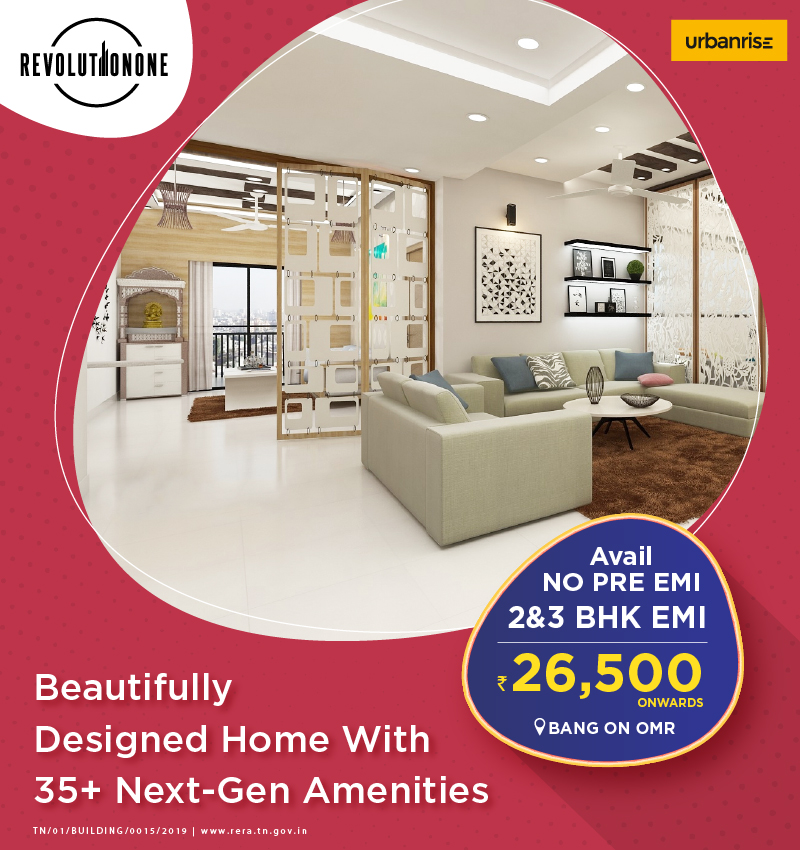 REVOLUTIONONE
urbanrise
Avail
NO PRE EMI
2&3 BHK EMI
₹26,500
ONWARDS
BANG ON OMR
Beautifully
Designed Home With
35+ Next-Gen Amenities
TN/01/BUILDING/0015/2019 | www.rera.tn.gov.in